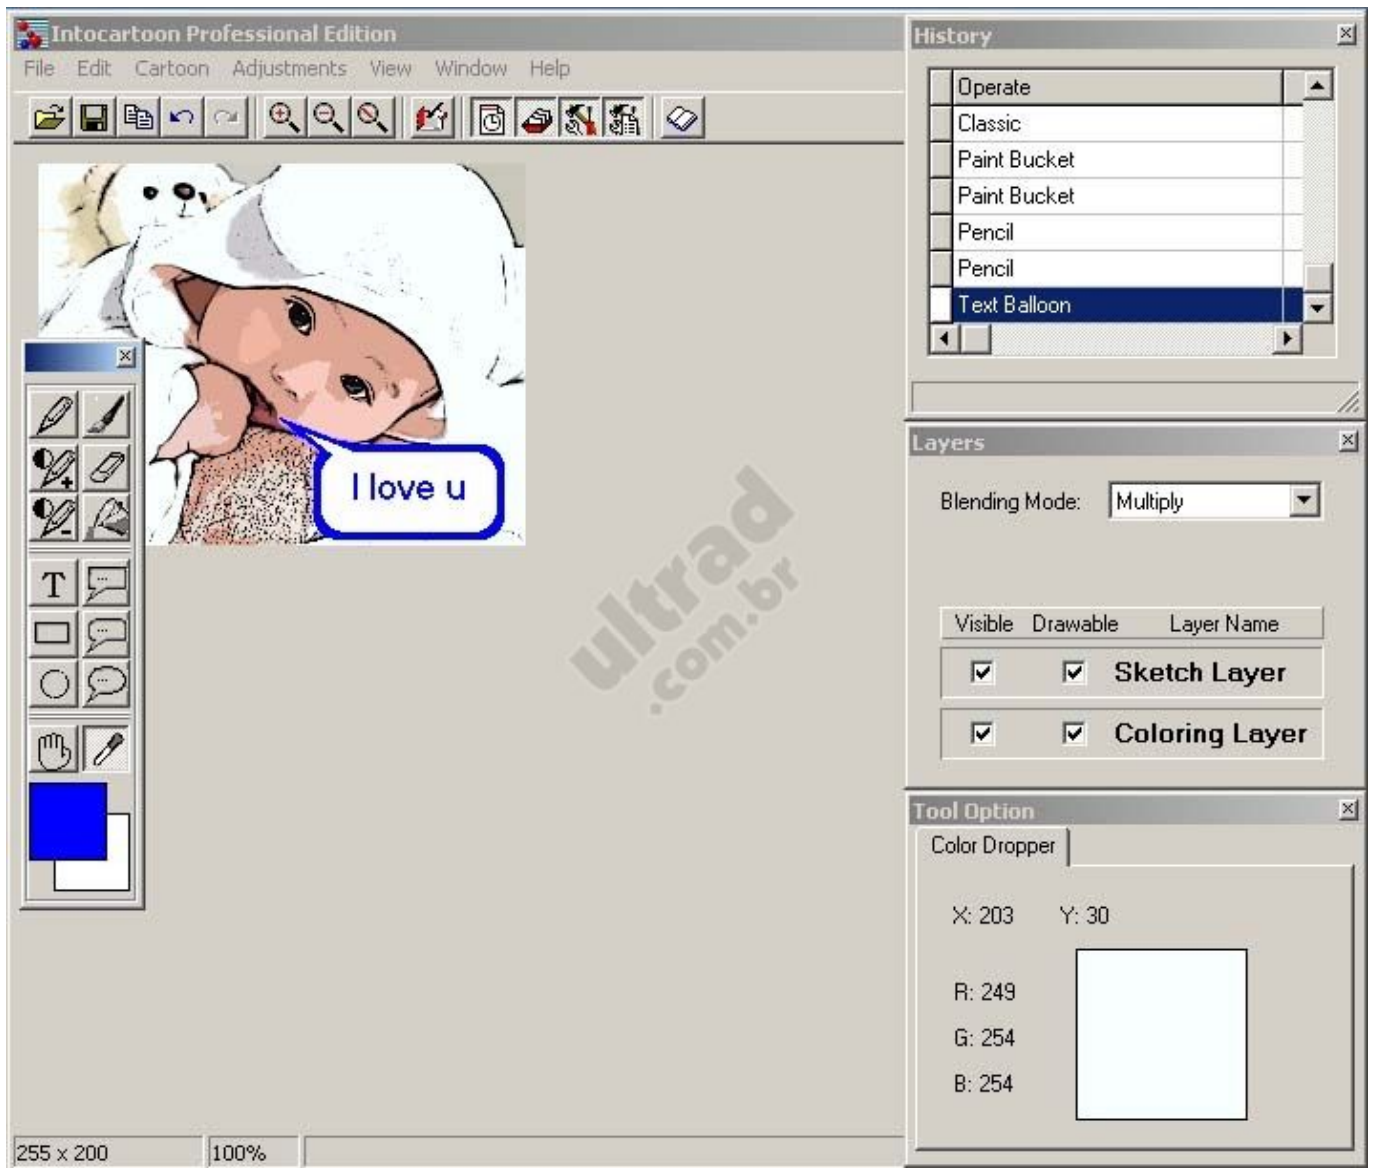 Intocartoon Professional Edition
File Edit Cartoon Adjustments View Window Help
I love u
T
255 x 200 100%
History
Operate
Classic
Paint Bucket
Paint Bucket
Pencil
Pencil
Text Balloon
Layers
Blending Mode: Multiply
Visible Drawable Layer Name
Sketch Layer
Coloring Layer
Tool Option
Color Dropper
X: 203 Y: 30
R: 249
G: 254
B: 254
ultrad
.com.br